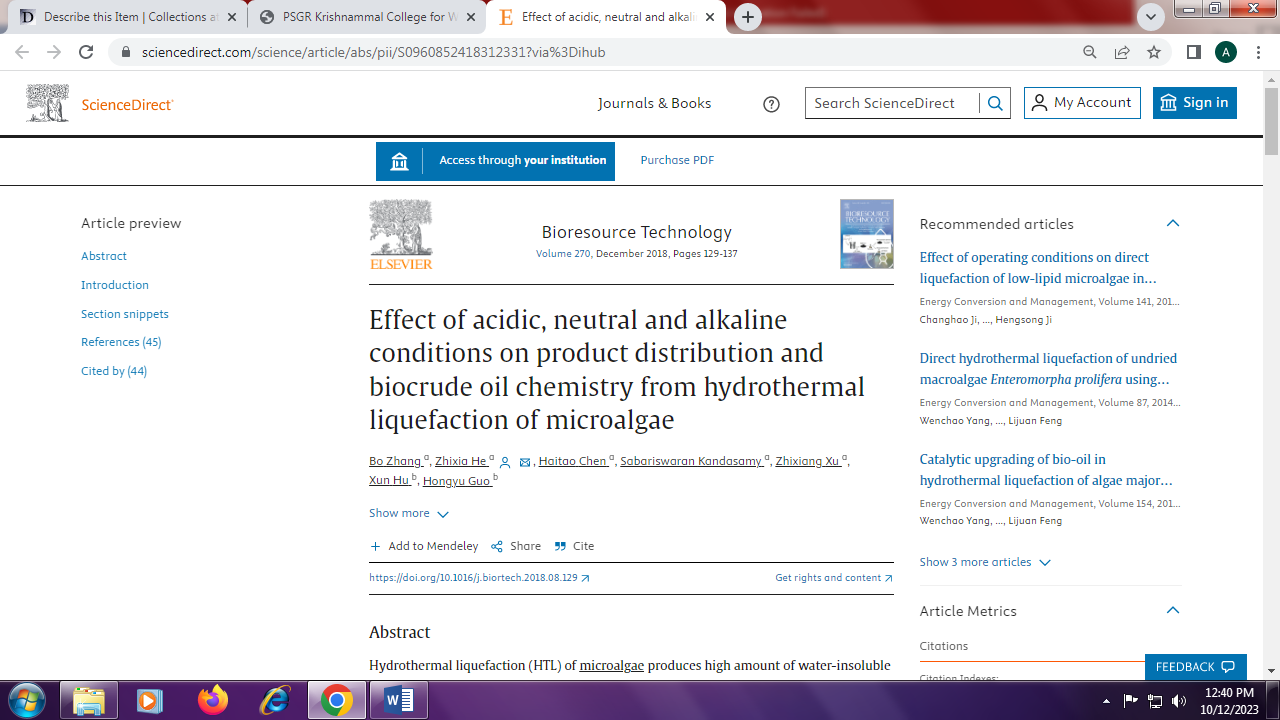 Describe this Item | Collections at
PSGR Krishnammal College for W
Effect of acidic, neutral and alkali
sciencedirect.com/science/article/abs/pii/S0960852418312331?via%3Dihub
A
ScienceDirect
Journals & Books
?
Search ScienceDirect
My Account
Sign in
Access through your institution
Purchase PDF
Article preview
Abstract
Introduction
Section snippets
References (45)
Cited by (44)
ELSEVIER
Bioresource Technology
Volume 270, December 2018, Pages 129-137
BIORESOURCE TECHNOLOGY
Effect of acidic, neutral and alkaline
conditions on product distribution and
biocrude oil chemistry from hydrothermal
liquefaction of microalgae
Bo Zhang a, Zhixia He a , Haitao Chen a, Sabariswaran Kandasamy a, Zhixiang Xu a,
Xun Hu b, Hongyu Guo b
Show more
Add to Mendeley Share Cite
https://doi.org/10.1016/j.biortech.2018.08.129
Get rights and content
Abstract
Hydrothermal liquefaction (HTL) of microalgae produces high amount of water-insoluble
Recommended articles
Effect of operating conditions on direct
liquefaction of low-lipid microalgae in…
Energy Conversion and Management, Volume 141, 201...
Changhao Ji, ..., Hengsong Ji
Direct hydrothermal liquefaction of undried
macroalgae Enteromorpha prolifera using…
Energy Conversion and Management, Volume 87, 2014...
Wenchao Yang, ..., Lijuan Feng
Catalytic upgrading of bio-oil in
hydrothermal liquefaction of algae major…
Energy Conversion and Management, Volume 154, 201...
Wenchao Yang, ..., Lijuan Feng
Show 3 more articles
Article Metrics
Citations
Citation Indexes:
FEEDBACK
12:40 PM
10/12/2023